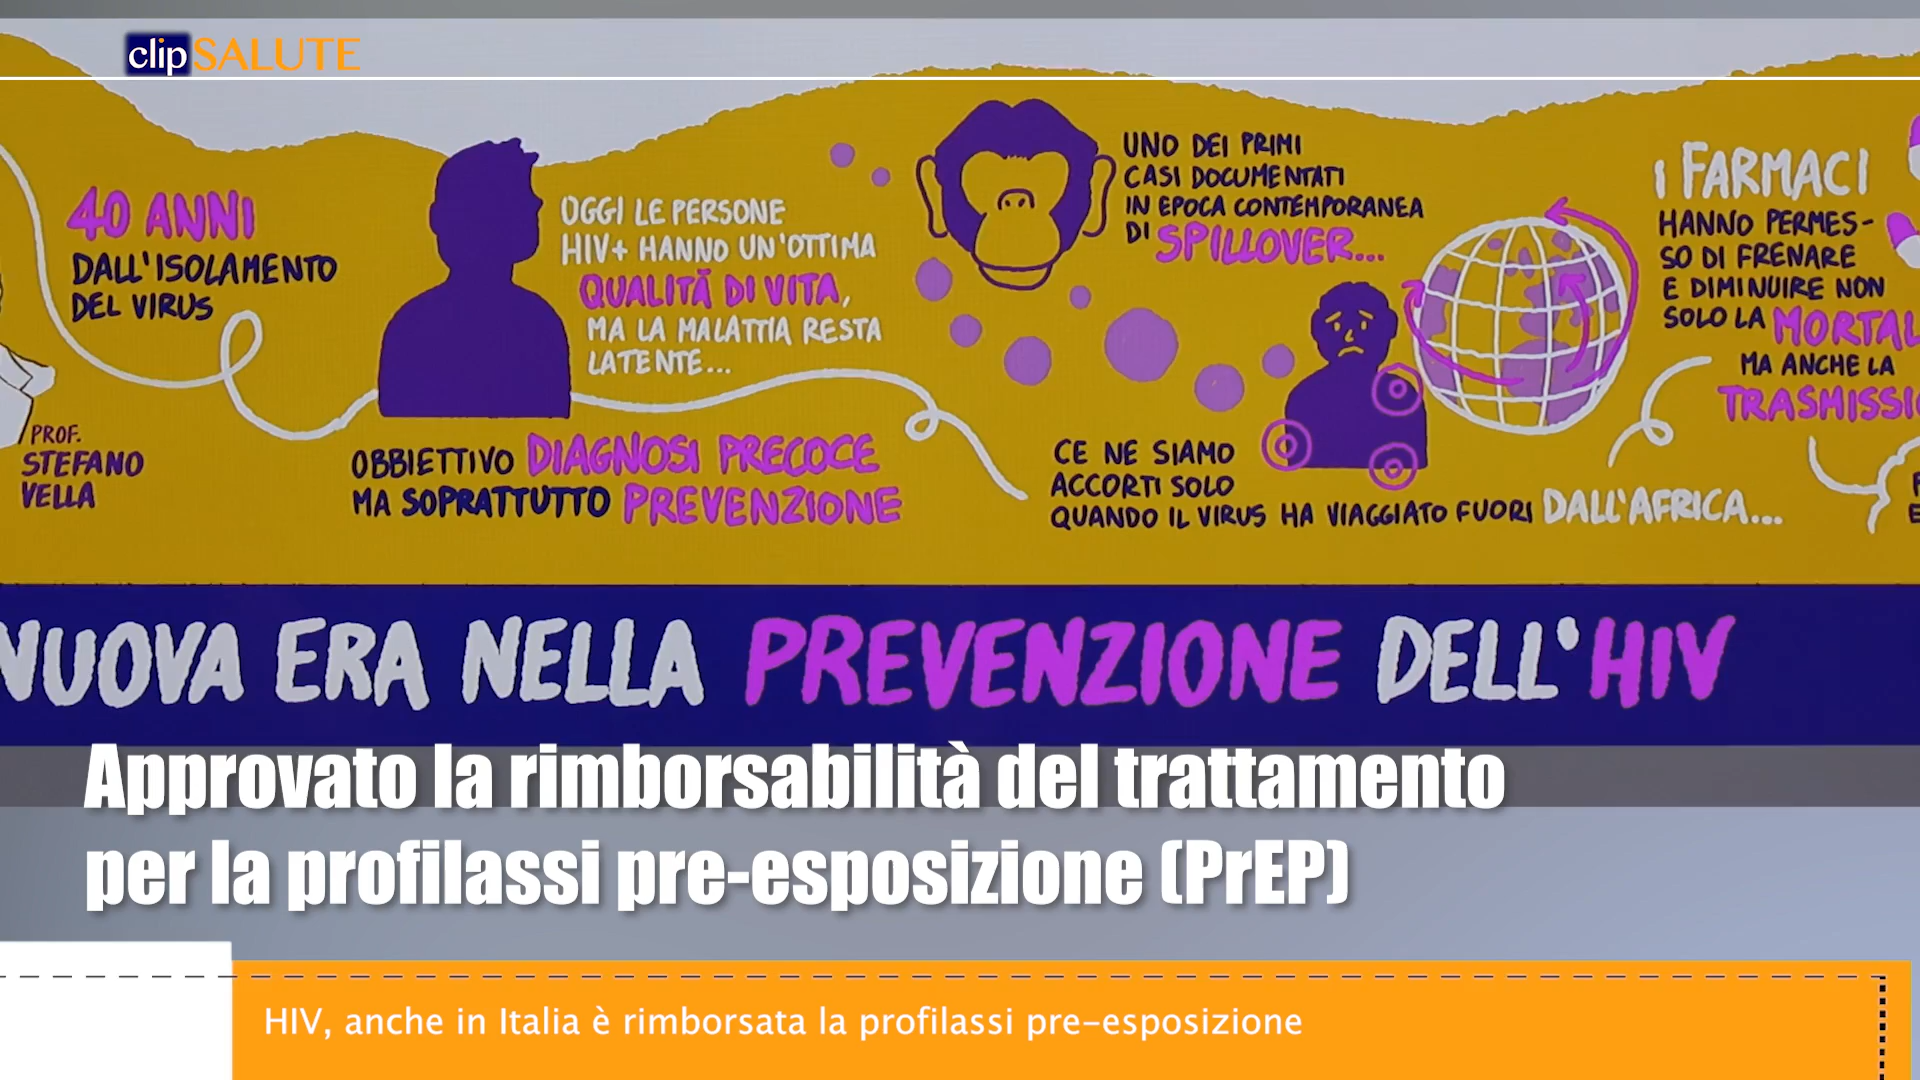 clipSALUTE
40 ANNI
DALL'ISOLAMENTO
DEL VIRUS
PROF.
STEFANO
VELLA
OGGI LE PERSONE
HIV+ HANNO UN'OTTIMA
QUALITÀ DI VITA,
MA LA MALATTIA RESTA
LATENTE...
OBBIETTIVO DIAGNOSI PRECOCE
MA SOPRATTUTTO PREVENZIONE
UNO DEI PRIMI
CASI DOCUMENTATI
IN EPOCA CONTEMPORANEA
DI SPILLOVER...
CE NE SIAMO
ACCORTI SOLO
QUANDO IL VIRUS HA VIAGGIATO FUORI DALL'AFRICA...
I FARMACI
HANNO PERMES-
SO DI FRENARE
E DIMINUIRE NON
SOLO LA MORTAL
MA ANCHE LA
TRASMISSI
NUOVA ERA NELLA PREVENZIONE DELL'HIV
Approvato la rimborsabilità del trattamento
per la profilassi pre-esposizione (PrEP)
HIV, anche in Italia è rimborsata la profilassi pre-esposizione